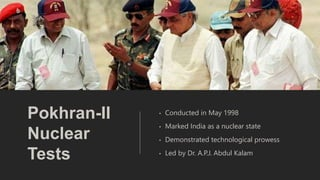 Pokhran-II
Nuclear
Tests
• Conducted in May 1998
• Marked India as a nuclear state
• Demonstrated technological prowess
• Led by Dr. A.P.J. Abdul Kalam